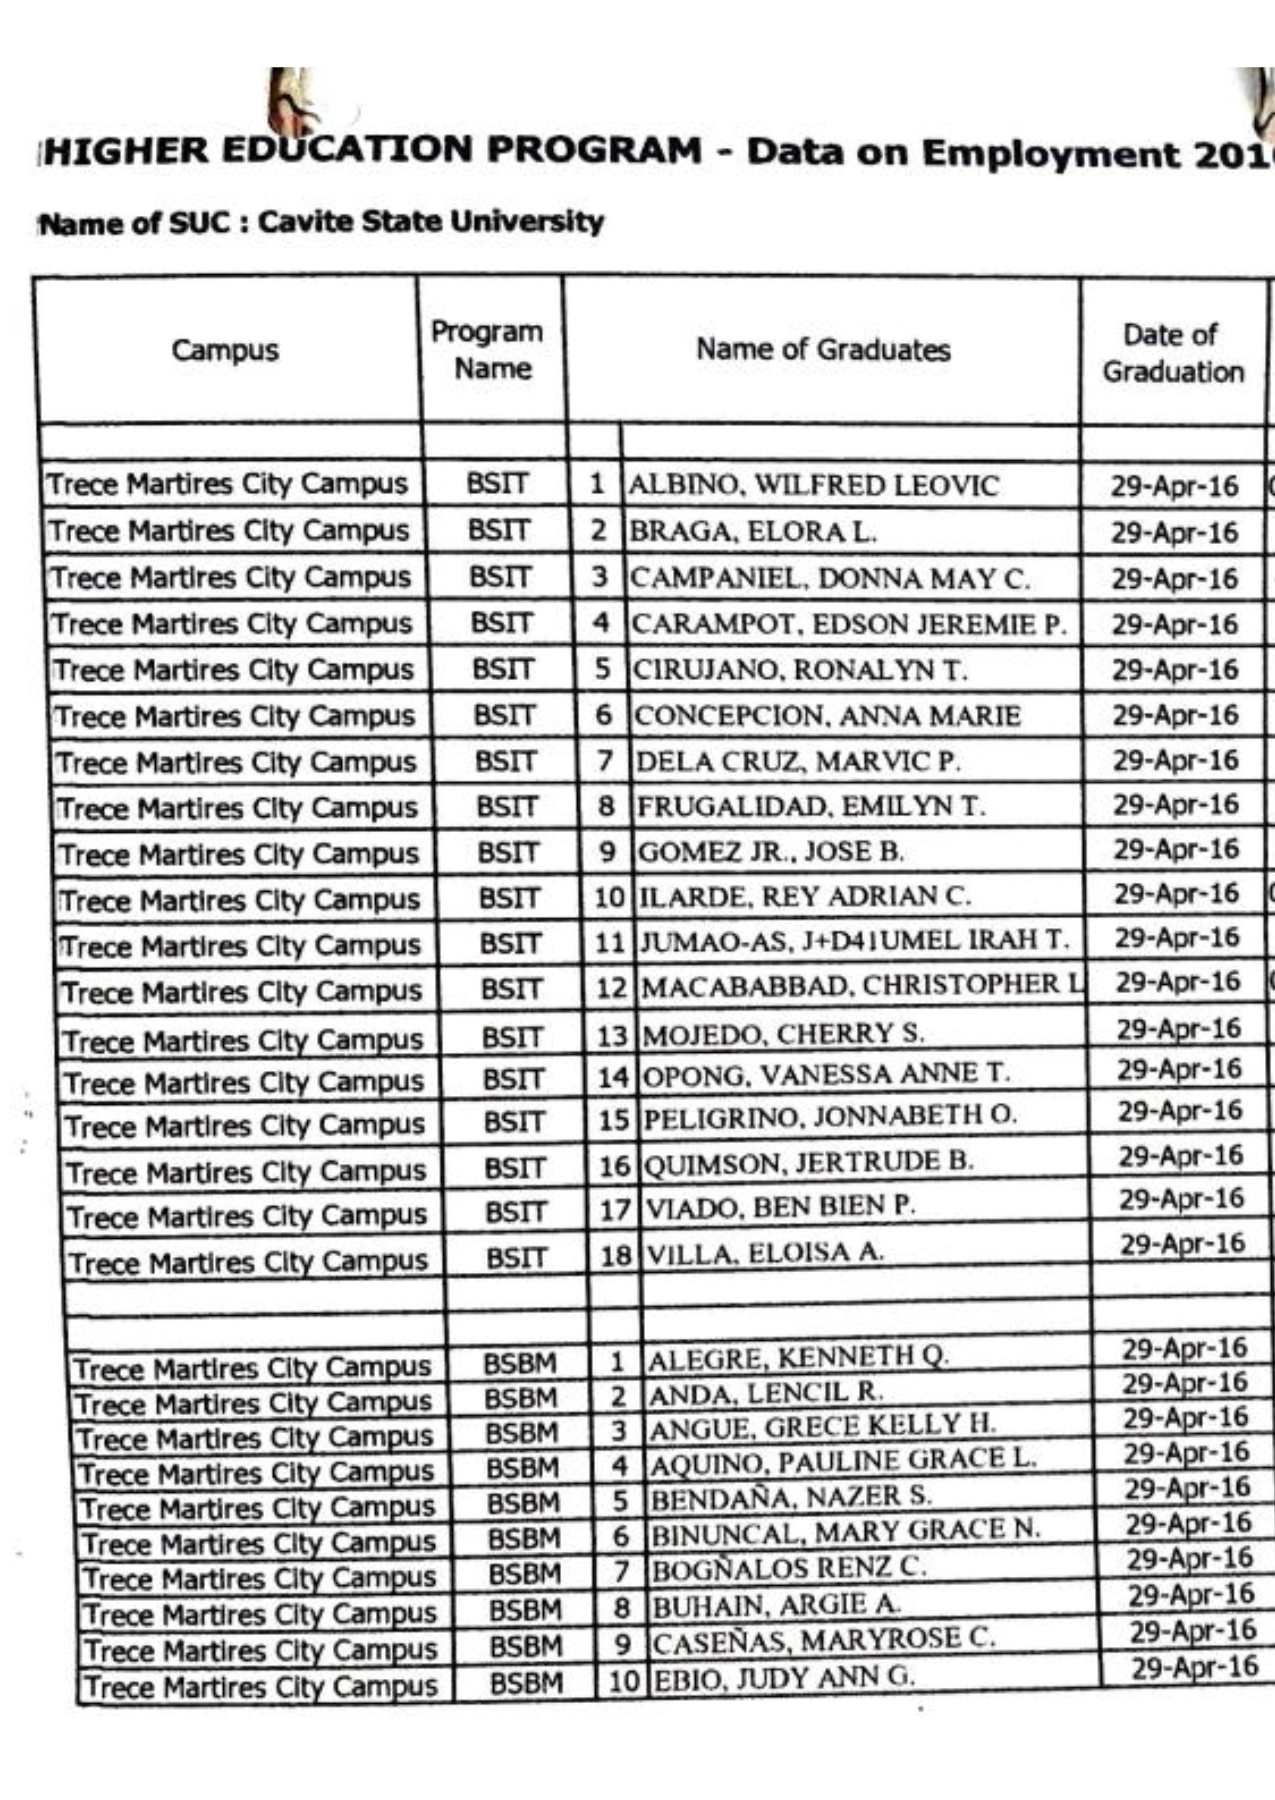 HIGHER EDUCATION PROGRAM - Data on Employment 201
Name of SUC : Cavite State University
Campus Program Name Name of Graduates Date of Graduation
Trece Martires City Campus BSIT 1 ALBINO, WILFRED LEOVIC 29-Apr-16
Trece Martires City Campus BSIT 2 BRAGA, ELORA L. 29-Apr-16
Trece Martires City Campus BSIT 3 CAMPANIEL, DONNA MAY C. 29-Apr-16
Trece Martires City Campus BSIT 4 CARAMPOT, EDSON JEREMIE P. 29-Apr-16
Trece Martires City Campus BSIT 5 CIRUJANO, RONALYN T. 29-Apr-16
Trece Martires City Campus BSIT 6 CONCEPCION, ANNA MARIE 29-Apr-16
Trece Martires City Campus BSIT 7 DELA CRUZ, MARVIC P. 29-Apr-16
Trece Martires City Campus BSIT 8 FRUGALIDAD, EMILYN T. 29-Apr-16
Trece Martires City Campus BSIT 9 GOMEZ JR., JOSE B. 29-Apr-16
Trece Martires City Campus BSIT 10 ILARDE, REY ADRIAN C. 29-Apr-16
Trece Martires City Campus BSIT 11 JUMAO-AS, J+D41UMEL IRAH T. 29-Apr-16
Trece Martires City Campus BSIT 12 MACABABBAD, CHRISTOPHER L 29-Apr-16
Trece Martires City Campus BSIT 13 MOJEDO, CHERRY S. 29-Apr-16
Trece Martires City Campus BSIT 14 OPONG, VANESSA ANNE T. 29-Apr-16
Trece Martires City Campus BSIT 15 PELIGRINO, JONNABETH O. 29-Apr-16
Trece Martires City Campus BSIT 16 QUIMSON, JERTRUDE B. 29-Apr-16
Trece Martires City Campus BSIT 17 VIADO, BEN BIEN P. 29-Apr-16
Trece Martires City Campus BSIT 18 VILLA, ELOISA A. 29-Apr-16
Trece Martires City Campus BSBM 1 ALEGRE, KENNETH Q. 29-Apr-16
Trece Martires City Campus BSBM 2 ANDA, LENCIL R. 29-Apr-16
Trece Martires City Campus BSBM 3 ANGUE, GRECE KELLY H. 29-Apr-16
Trece Martires City Campus BSBM 4 AQUINO, PAULINE GRACE L. 29-Apr-16
Trece Martires City Campus BSBM 5 BENDAÑA, NAZER S. 29-Apr-16
Trece Martires City Campus BSBM 6 BINUNCAL, MARY GRACE N. 29-Apr-16
Trece Martires City Campus BSBM 7 BOGÑALOS RENZ C. 29-Apr-16
Trece Martires City Campus BSBM 8 BUHAIN, ARGIE A. 29-Apr-16
Trece Martires City Campus BSBM 9 CASEÑAS, MARYROSE C. 29-Apr-16
Trece Martires City Campus BSBM 10 EBIO, JUDY ANN G. 29-Apr-16